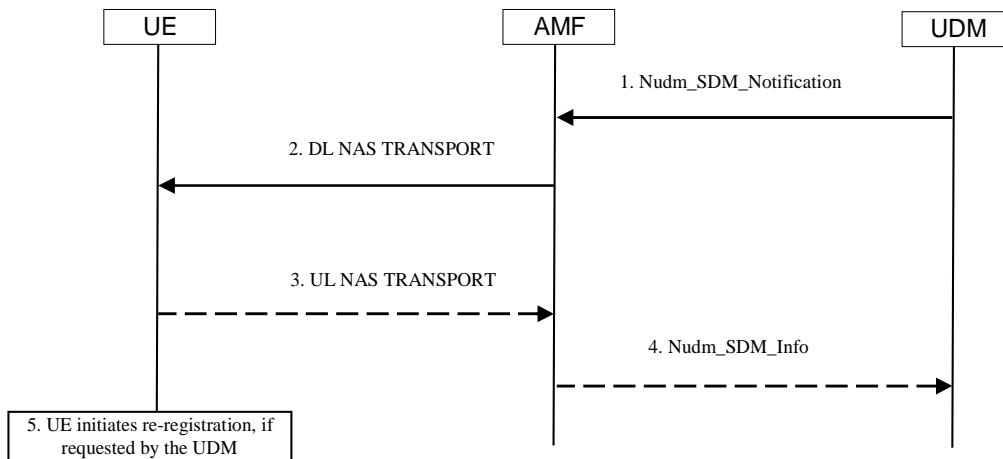 UE
AMF
UDM
1. Nudm_SDM_Notification
2. DL NAS TRANSPORT
3. UL NAS TRANSPORT
4. Nudm_SDM_Info
5. UE initiates re-registration, if
requested by the UDM